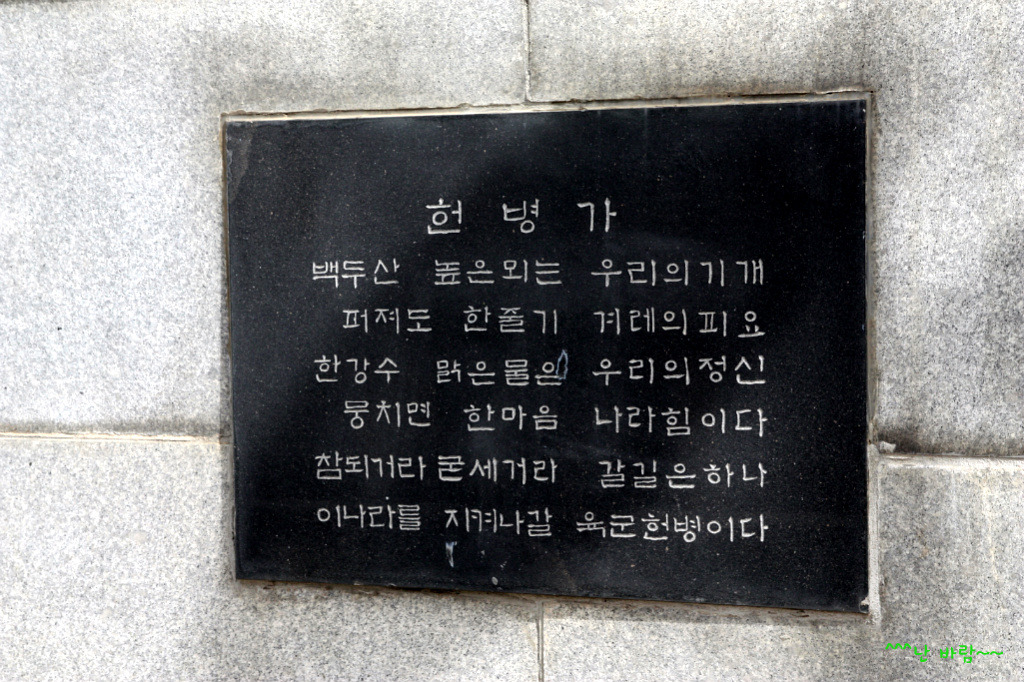 헌병가
백두산 높은뫼는 우리의기개
퍼져도 한줄기 겨레의피요
한강수 맑은물은 우리의정신
뭉치면 한마음 나라힘이다
참되거라 굳세거라 갈길은하나
이나라를 지켜나갈 육군헌병이다
^^^난 바람~~~